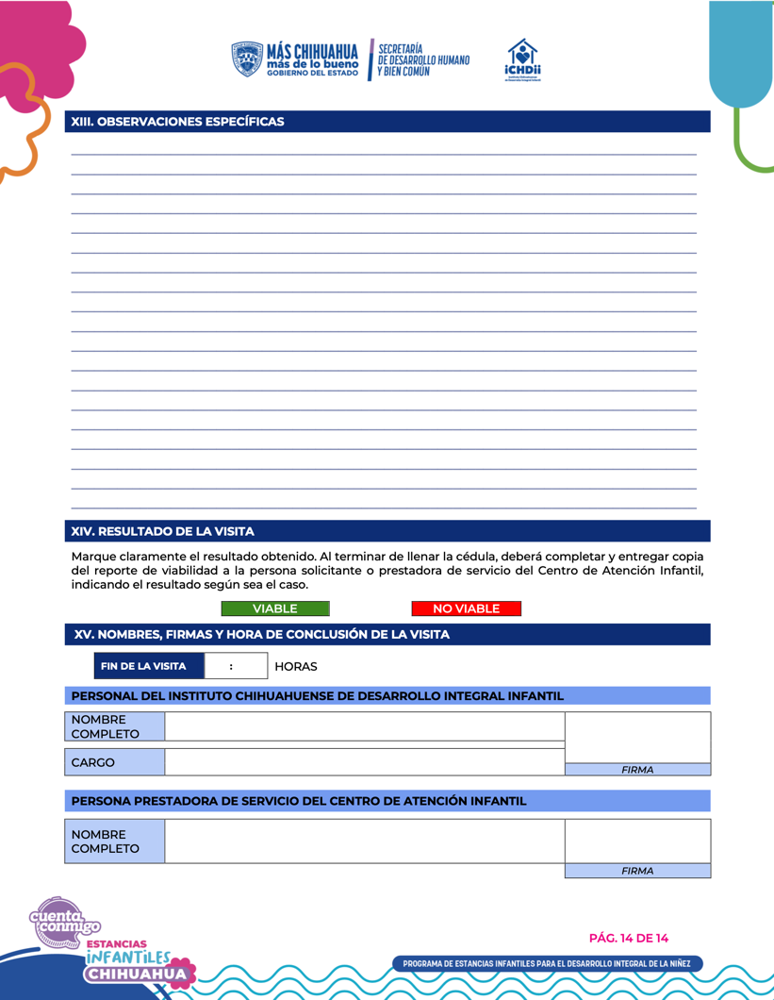 MÁS CHIHUAHUA
más de lo bueno
GOBIERNO DEL ESTADO
SECRETARÍA
DE DESARROLLO HUMANO
Y BIEN COMÚN
iCHDii
XIII. OBSERVACIONES ESPECÍFICAS
XIV. RESULTADO DE LA VISITA
Marque claramente el resultado obtenido. Al terminar de llenar la cédula, deberá completar y entregar copia
del reporte de viabilidad a la persona solicitante o prestadora de servicio del Centro de Atención Infantil,
indicando el resultado según sea el caso.
VIABLE
NO VIABLE
XV. NOMBRES, FIRMAS Y HORA DE CONCLUSIÓN DE LA VISITA
FIN DE LA VISITA : HORAS
PERSONAL DEL INSTITUTO CHIHUAHUENSE DE DESARROLLO INTEGRAL INFANTIL
NOMBRE
COMPLETO
CARGO
FIRMA
PERSONA PRESTADORA DE SERVICIO DEL CENTRO DE ATENCIÓN INFANTIL
NOMBRE
COMPLETO
FIRMA
cuenta
conmigo
ESTANCIAS
iNFANTiLES
CHIHUAHUA
PÁG. 14 DE 14
PROGRAMA DE ESTANCIAS INFANTILES PARA EL DESARROLLO INTEGRAL DE LA NIÑEZ